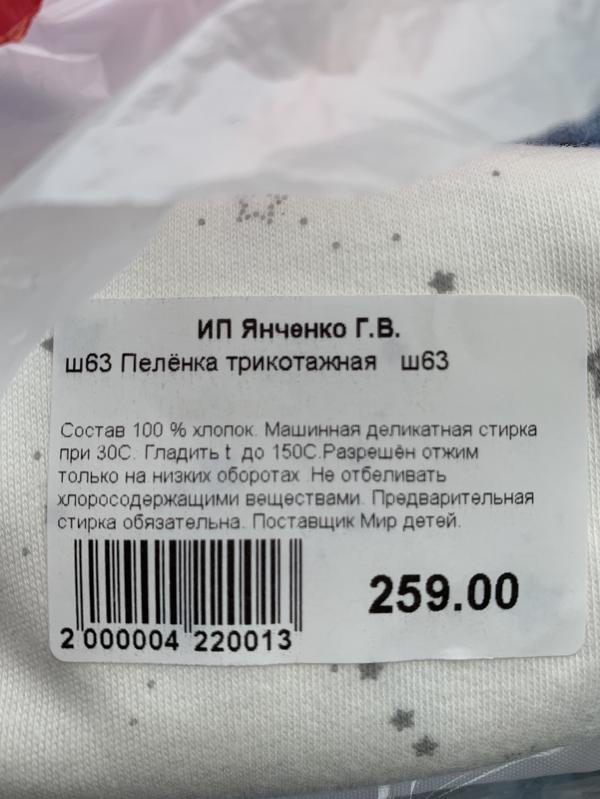 ИП Янченко Г.В.
ш63 Пелёнка трикотажная ш63
Состав 100 % хлопок. Машинная деликатная стирка
при 30С. Гладить t до 150С.Разрешён отжим
только на низких оборотах .Не отбеливать
хлоросодержащими веществами. Предварительная
стирка обязательна. Поставщик Мир детей.
259.00
2 000004 220013